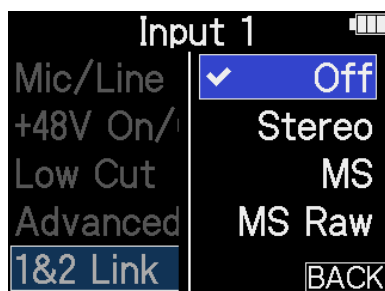 Input 1
Mic/Line
+48V On/
Low Cut
Advanced
1&2 Link
Off
Stereo
MS
MS Raw
BACK